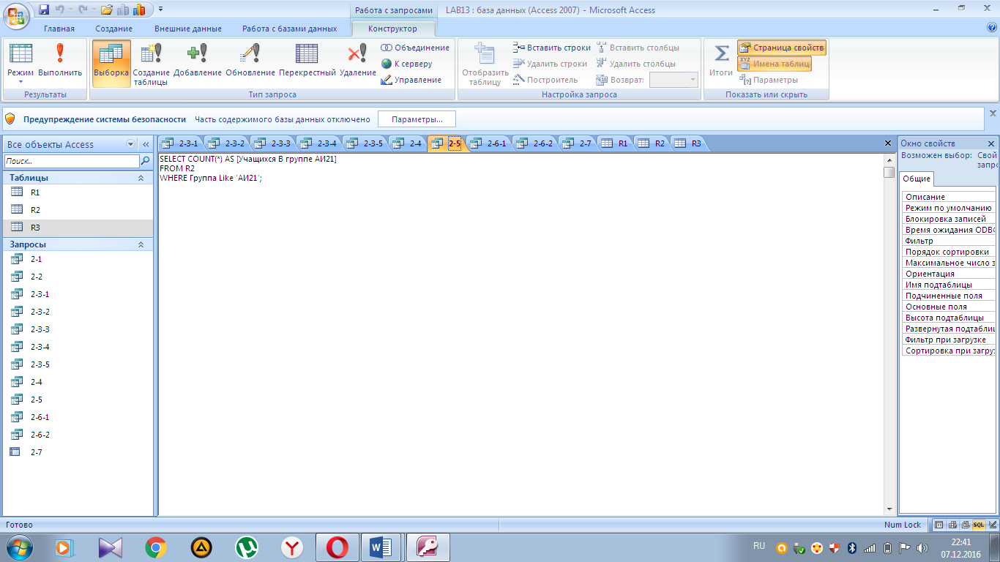 Работа с запросами
LAB13 : база данных (Access 2007) - Microsoft Access
Главная
Создание
Внешние данные
Работа с базами данных
Конструктор
Режим
Выполнить
Результаты
Выборка
Создание таблицы
Добавление
Обновление
Перекрестный
Удаление
Объединение
К серверу
Управление
Тип запроса
Отобразить таблицу
Вставить строки
Удалить строки
Построитель
Вставить столбцы
Удалить столбцы
Возврат:
Настройка запроса
Итоги
Страница свойств
Имена таблиц
Параметры
Показать или скрыть
Предупреждение системы безопасности
Часть содержимого базы данных отключено
Параметры...
Все объекты Access
Поиск...
Таблицы
R1
R2
R3
Запросы
2-1
2-2
2-3-1
2-3-2
2-3-3
2-3-4
2-3-5
2-4
2-5
2-6-1
2-6-2
2-7
2-3-1
2-3-2
2-3-3
2-3-4
2-3-5
2-4
2-5
2-6-1
2-6-2
2-7
R1
R2
R3
SELECT COUNT(*) AS [Учащихся В группе АИ21]
FROM R2
WHERE Группа Like 'АИ21';
Окно свойств
Возможен выбор:
Свой
запро
Общие
Описание
Режим по умолчанию
Блокировка записей
Время ожидания ODBC
Фильтр
Порядок сортировки
Максимальное число з
Ориентация
Имя подтаблицы
Подчиненные поля
Основные поля
Высота подтаблицы
Развернутая подтаблиц
Фильтр при загрузке
Сортировка при загруз
Готово
Num Lock
SQL
RU
22:41
07.12.2016